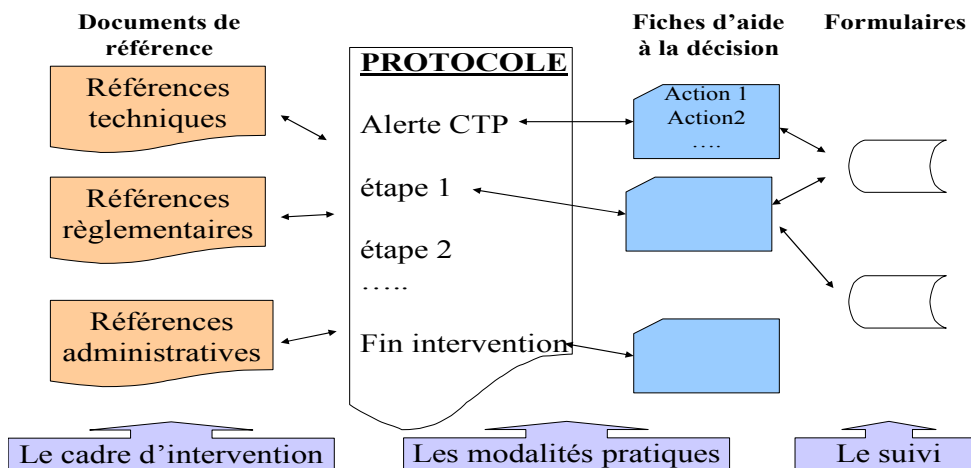 Documents de
référence
Fiches d’aide
à la décision
Formulaires
Références
techniques
Références
règlementaires
Références
administratives
PROTOCOLE
Alerte CTP
étape 1
étape 2
…..
Fin intervention
Action 1
Action2
….
Le cadre d’intervention
Les modalités pratiques
Le suivi